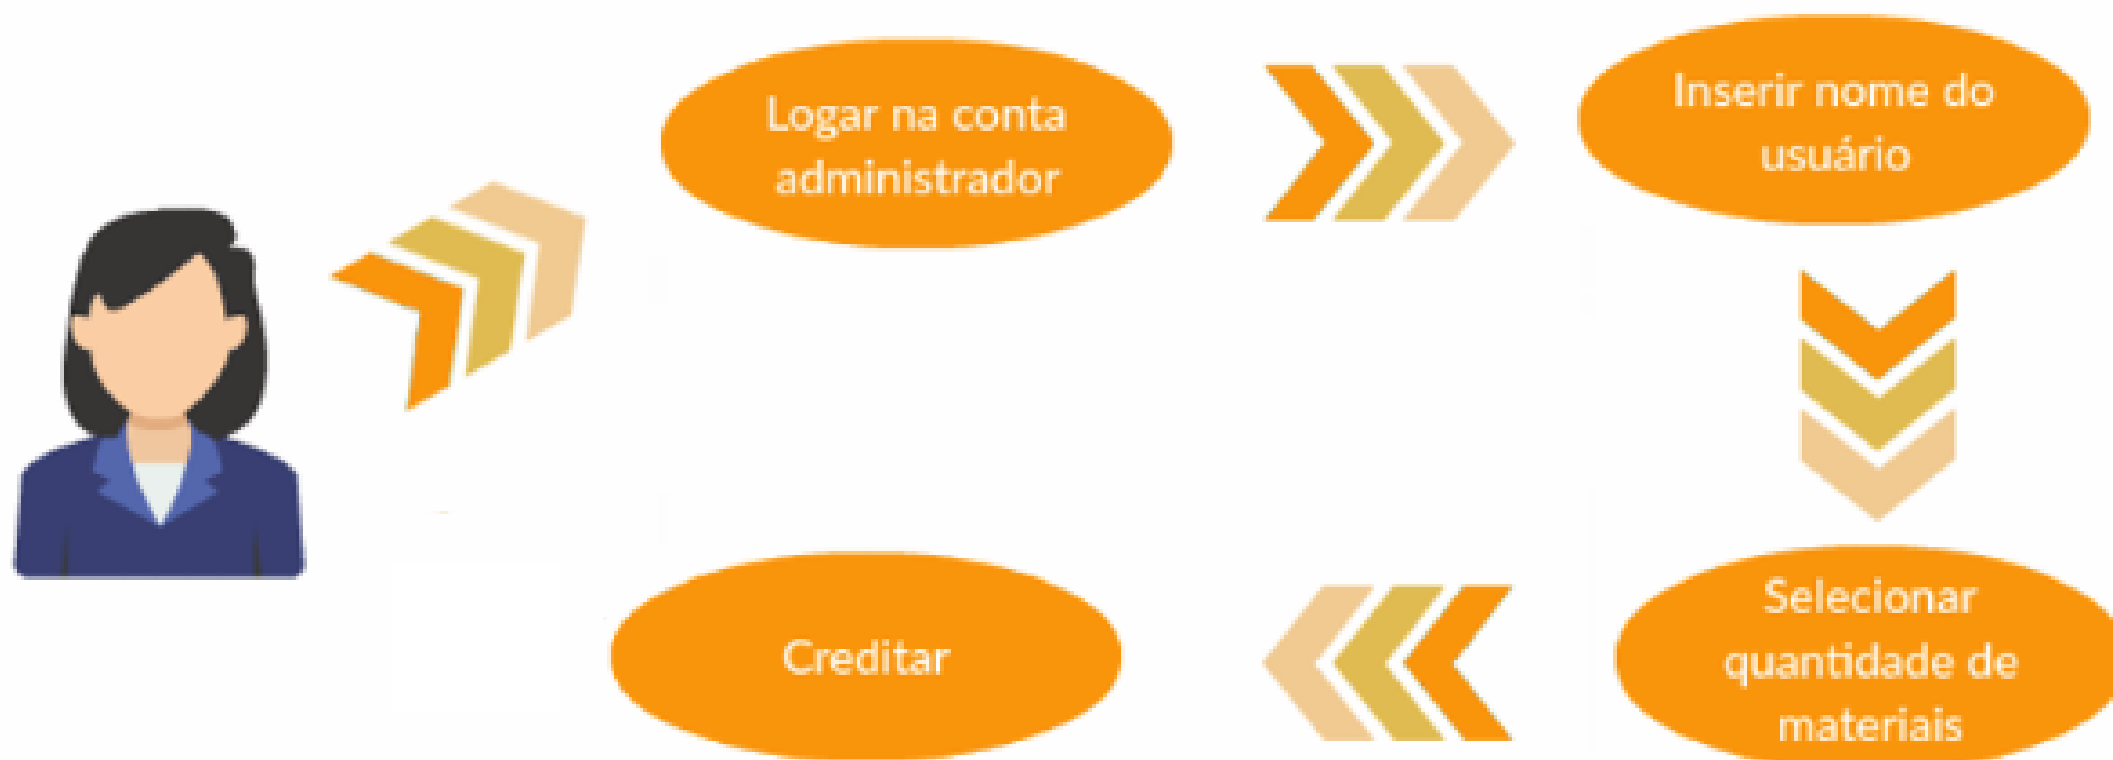 Logar na conta
administrador
Inserir nome do
usuário
Selecionar
quantidade de
materiais
Creditar